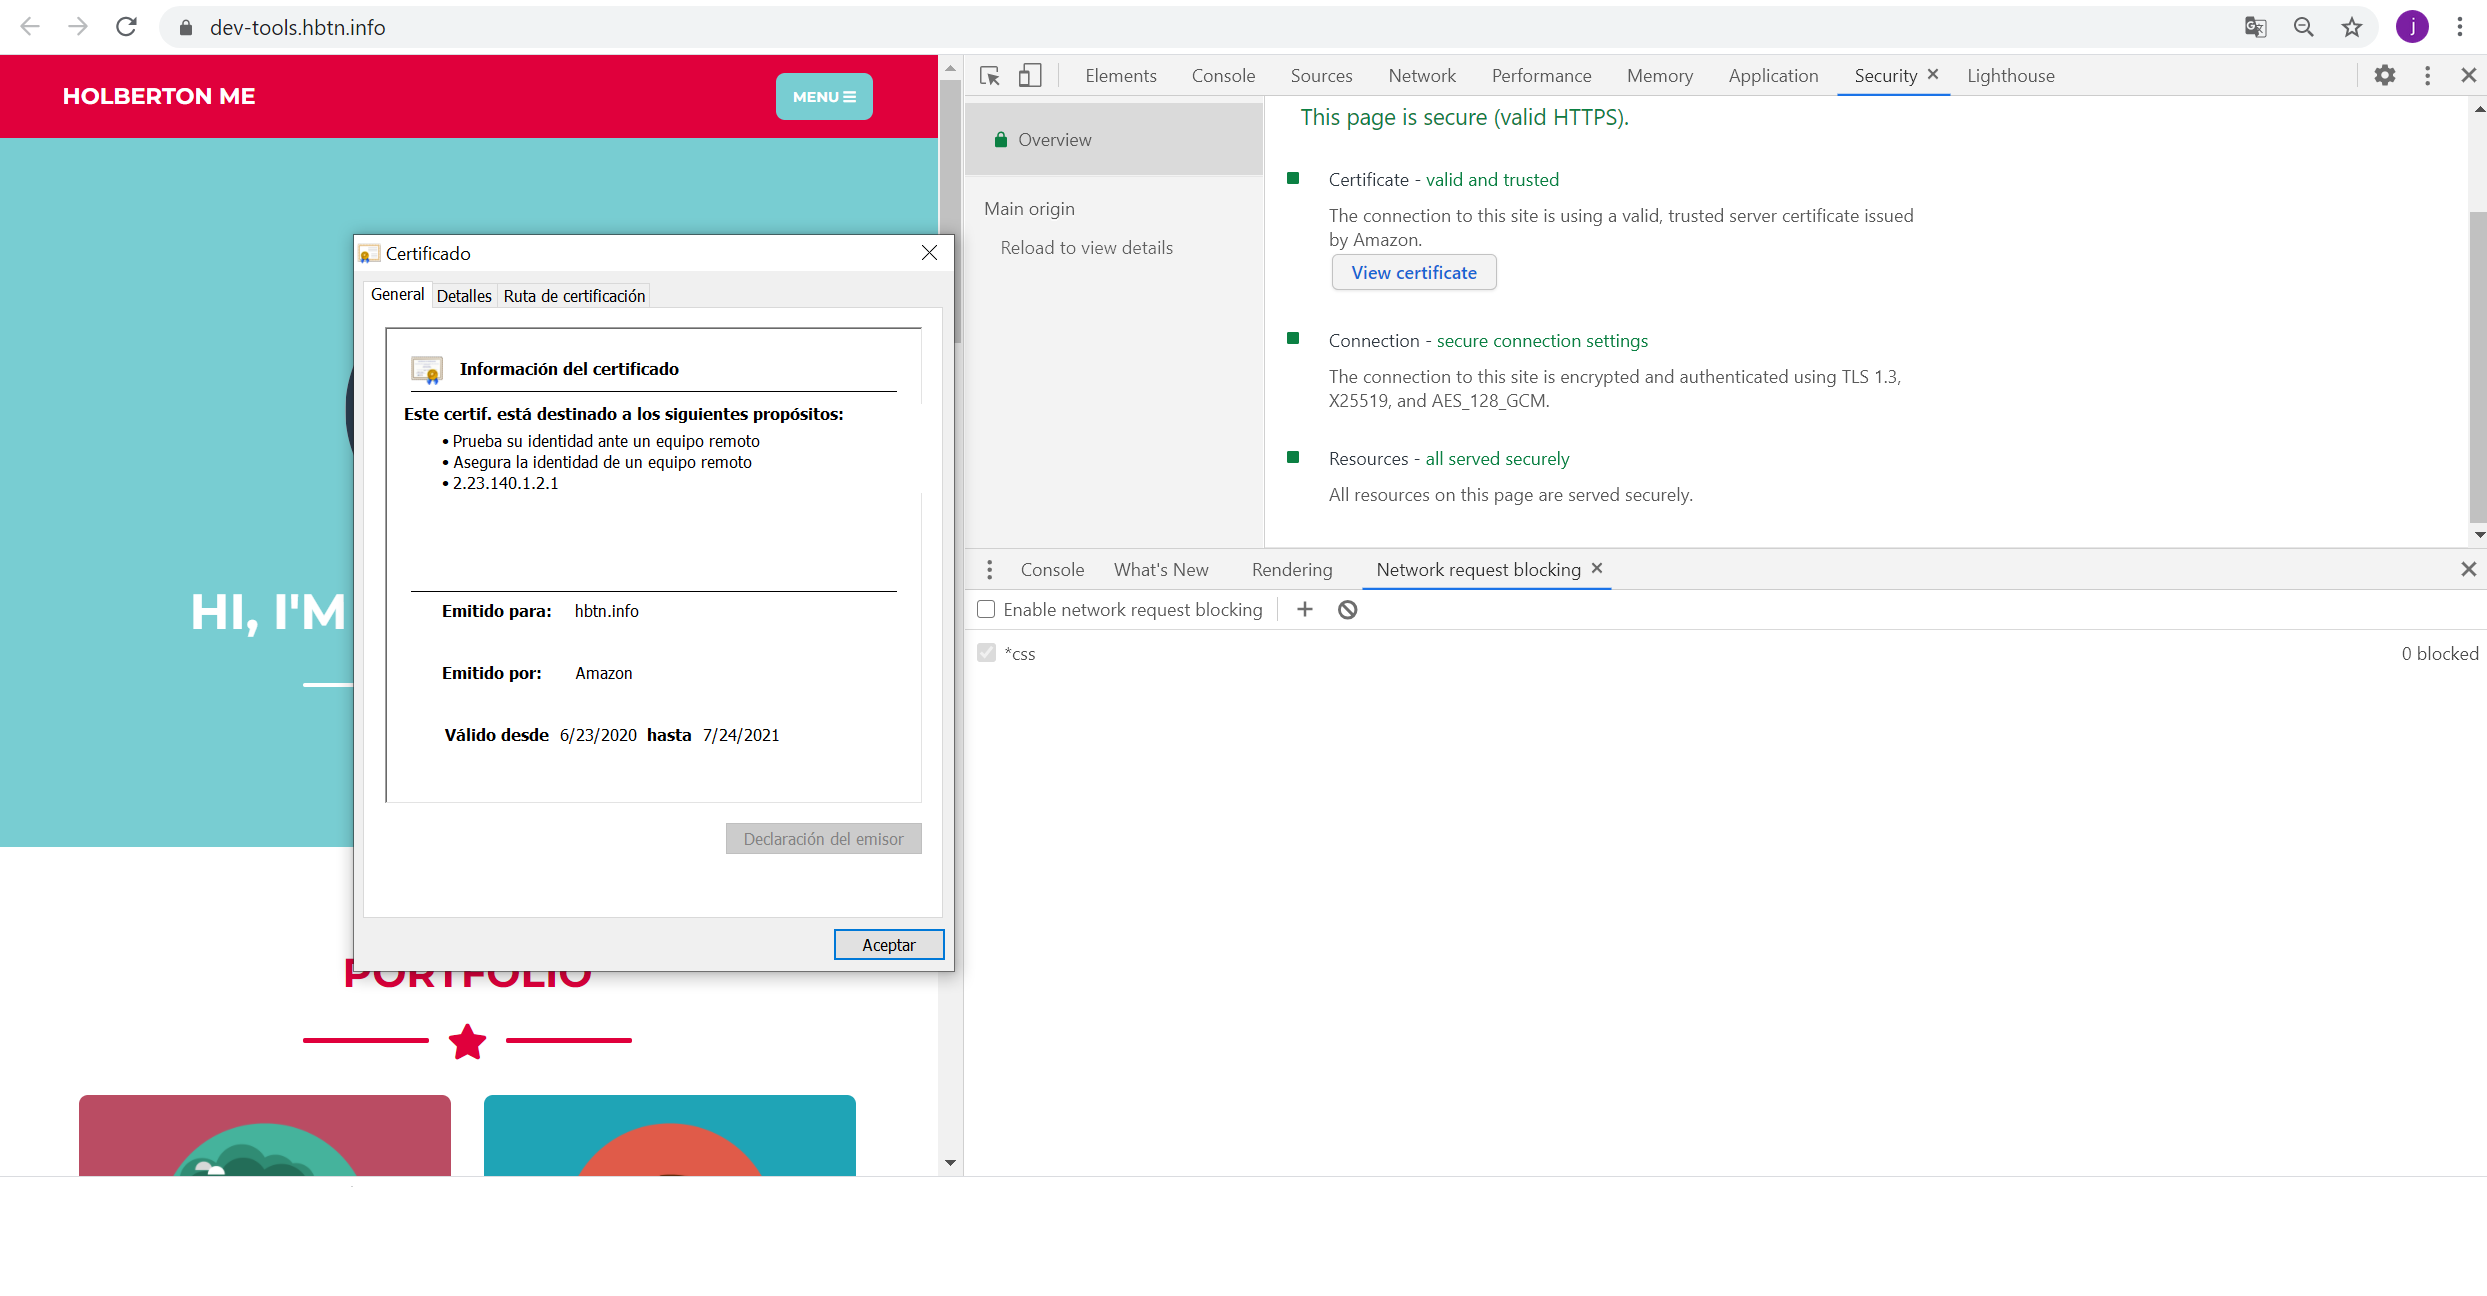 dev-tools.hbtn.info
j
HOLBERTON ME
MENU
HI, I'M
PORTFOLIO
Certificado
General Detalles Ruta de certificación
Información del certificado
Este certif. está destinado a los siguientes propósitos:
• Prueba su identidad ante un equipo remoto
• Asegura la identidad de un equipo remoto
• 2.23.140.1.2.1
Emitido para: hbtn.info
Emitido por: Amazon
Válido desde 6/23/2020 hasta 7/24/2021
Declaración del emisor
Aceptar
Elements Console Sources Network Performance Memory Application Security Lighthouse
Overview
Main origin
Reload to view details
This page is secure (valid HTTPS).
Certificate - valid and trusted
The connection to this site is using a valid, trusted server certificate issued
by Amazon.
View certificate
Connection - secure connection settings
The connection to this site is encrypted and authenticated using TLS 1.3,
X25519, and AES_128_GCM.
Resources - all served securely
All resources on this page are served securely.
Console What's New Rendering Network request blocking
Enable network request blocking
*css 0 blocked